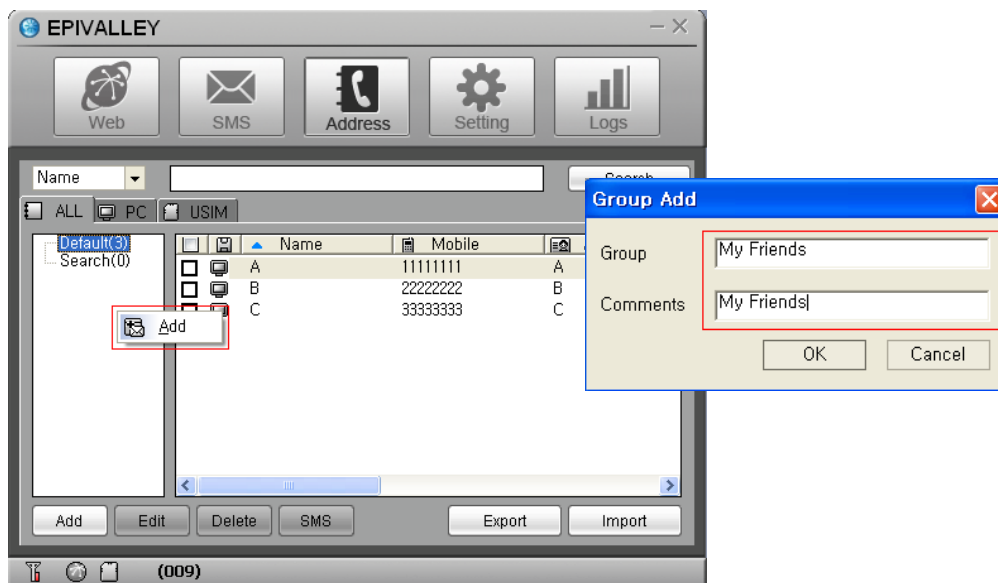 EPIVALLEY
Web SMS Address Setting Logs
Name Search
ALL PC USIM
Default(3)
Search(0)
Name Mobile
A 11111111 A
B 22222222 B
C 33333333 C
Add
Add Edit Delete SMS Export Import
(009)
Group Add
Group My Friends
Comments My Friends
OK Cancel